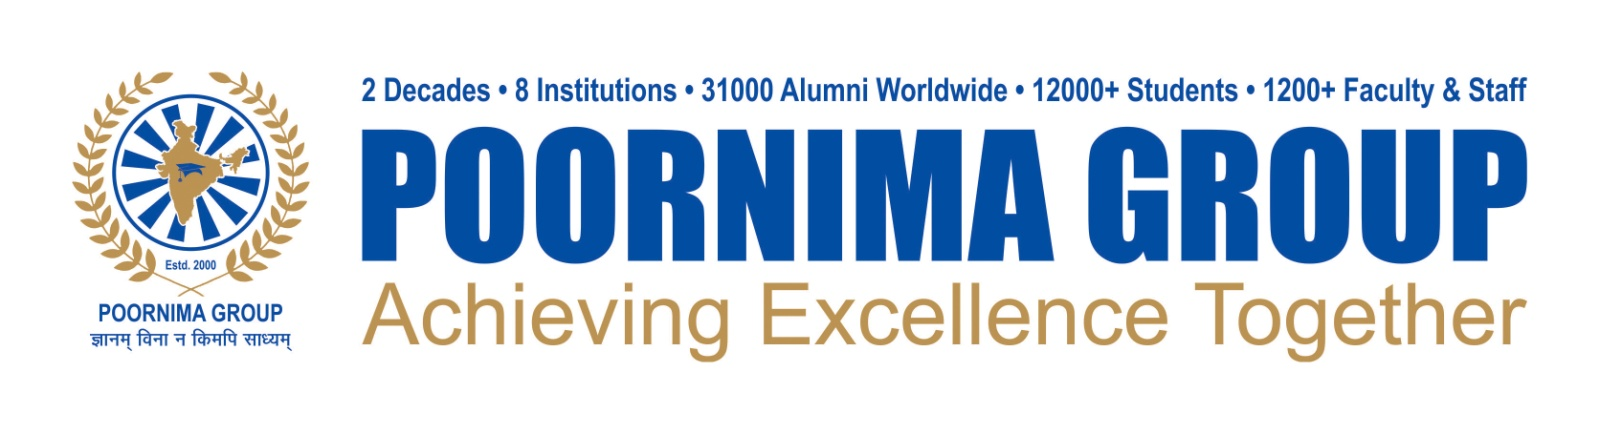 2 Decades • 8 Institutions • 31000 Alumni Worldwide • 12000+ Students • 1200+ Faculty & Staff
POORNIMA GROUP
Achieving Excellence Together
Estd. 2000
POORNIMA GROUP
ज्ञानम् विना न किमपि साध्यम्